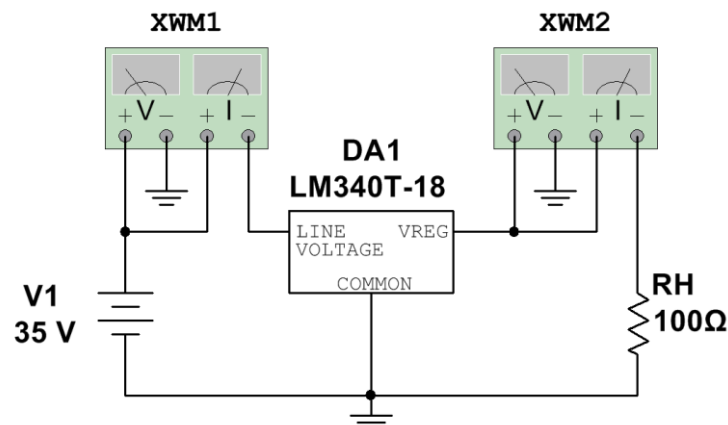 XWM1
XWM2
V I
+ - + -
V I
+ - + -
DA1
LM340T-18
LINE VREG
VOLTAGE
COMMON
V1
35 V
RH
100Ω